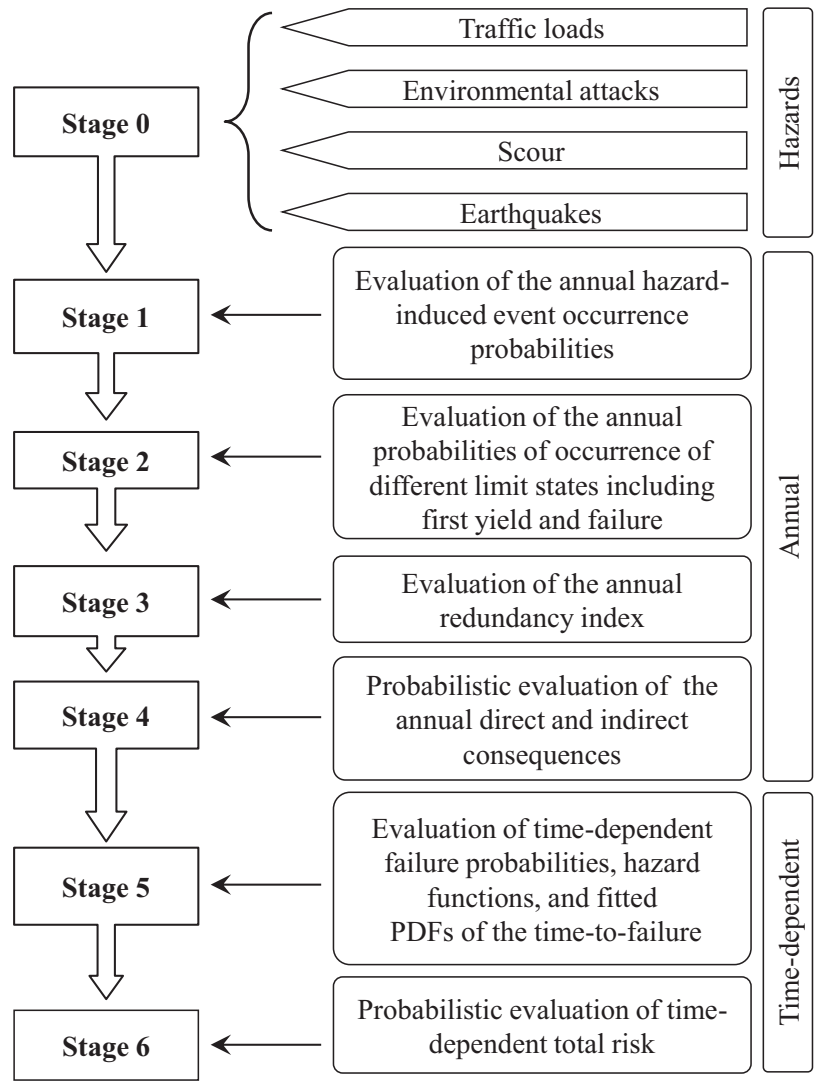 Stage 0
Traffic loads
Environmental attacks
Scour
Earthquakes
Hazards
Stage 1
Evaluation of the annual hazard-
induced event occurrence
probabilities
Stage 2
Evaluation of the annual
probabilities of occurrence of
different limit states including
first yield and failure
Stage 3
Evaluation of the annual
redundancy index
Stage 4
Probabilistic evaluation of the
annual direct and indirect
consequences
Annual
Stage 5
Evaluation of time-dependent
failure probabilities, hazard
functions, and fitted
PDFs of the time-to-failure
Stage 6
Probabilistic evaluation of time-
dependent total risk
Time-dependent